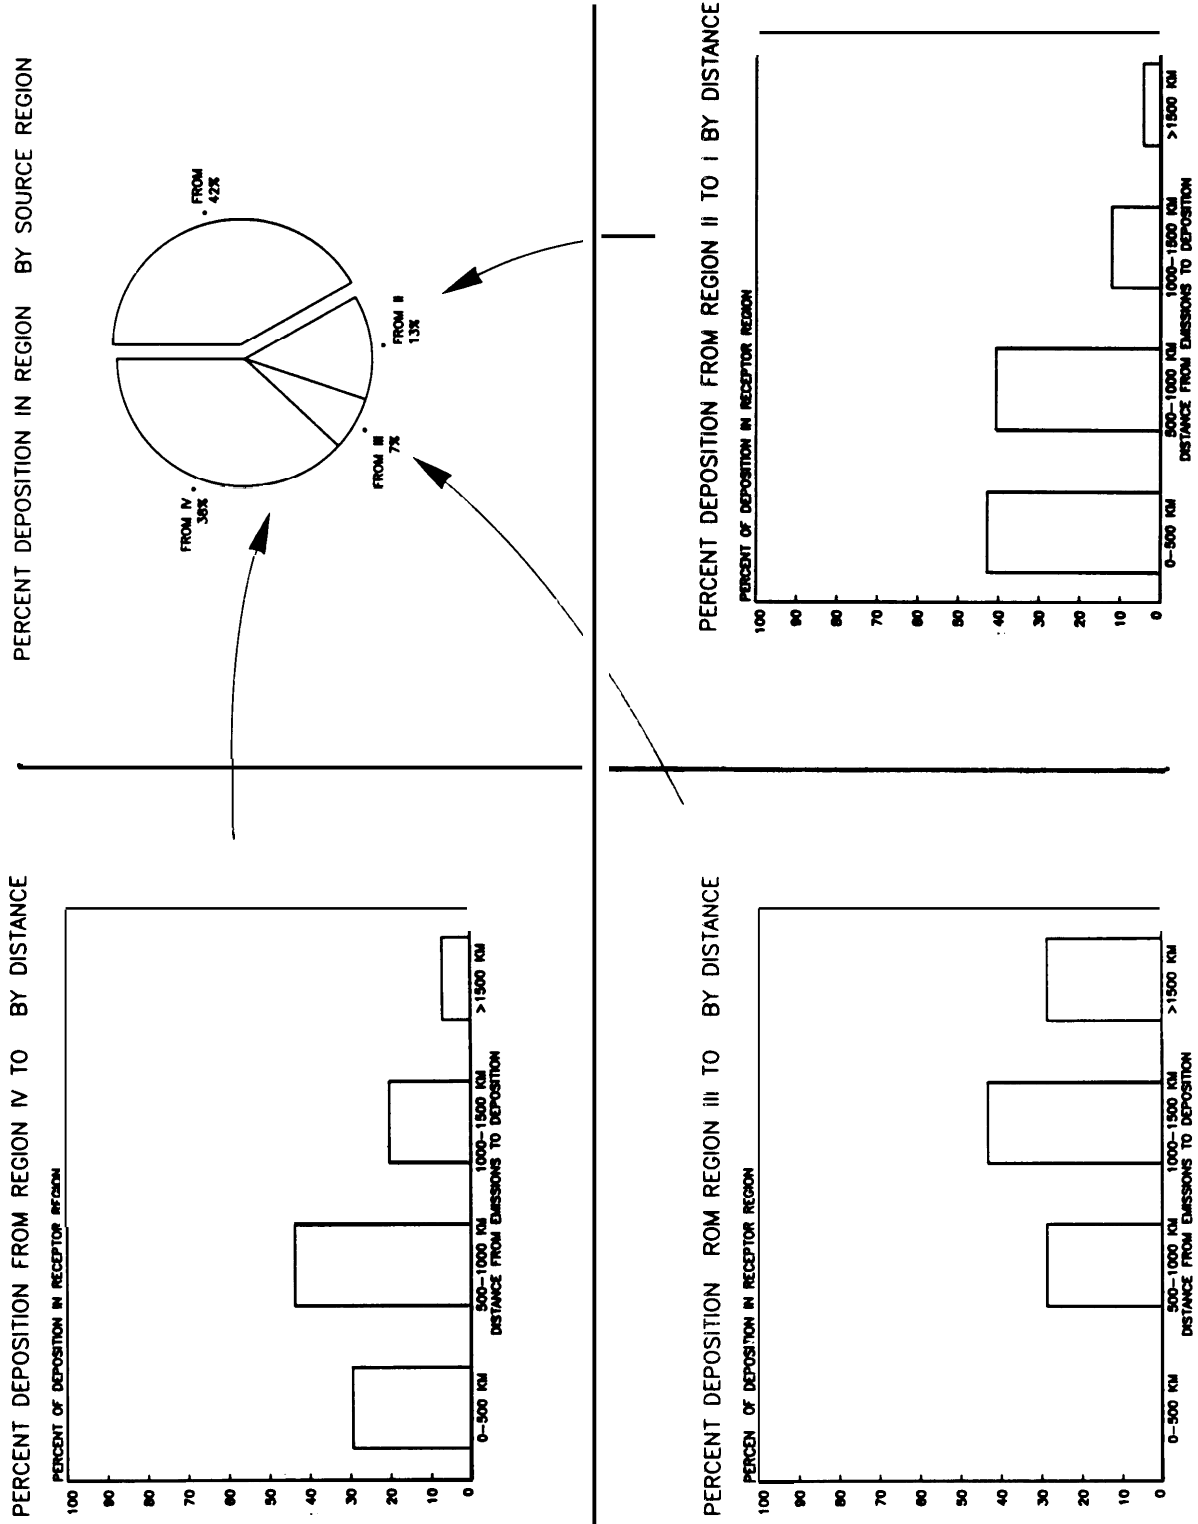 PERCENT DEPOSITION FROM REGION IV TO BY DISTANCE
PERCENT OF DEPOSITION IN RECEPTOR REGION
100
90
80
70
60
50
40
30
20
10
0
0-500 KM
500-1000 KM
1000-1500 KM
>1500 KM
DISTANCE FROM EMISSIONS TO DEPOSITION
PERCENT DEPOSITION IN REGION BY SOURCE REGION
FROM IV
38%
FROM
42%
FROM III
7%
FROM II
13%
PERCENT DEPOSITION ROM REGION III TO BY DISTANCE
PERCEN OF DEPOSITION IN RECEPTOR REGION
100
90
80
70
60
50
40
30
20
10
0
0-500 KM
500-1000 KM
1000-1500 KM
>1500 KM
DISTANCE FROM EMISSIONS TO DEPOSITION
PERCENT DEPOSITION FROM REGION II TO I BY DISTANCE
PERCENT OF DEPOSITION IN RECEPTOR REGION
100
90
80
70
60
50
40
30
20
10
0
0-500 KM
500-1000 KM
1000-1500 KM
>1500 KM
DISTANCE FROM EMISSIONS TO DEPOSITION